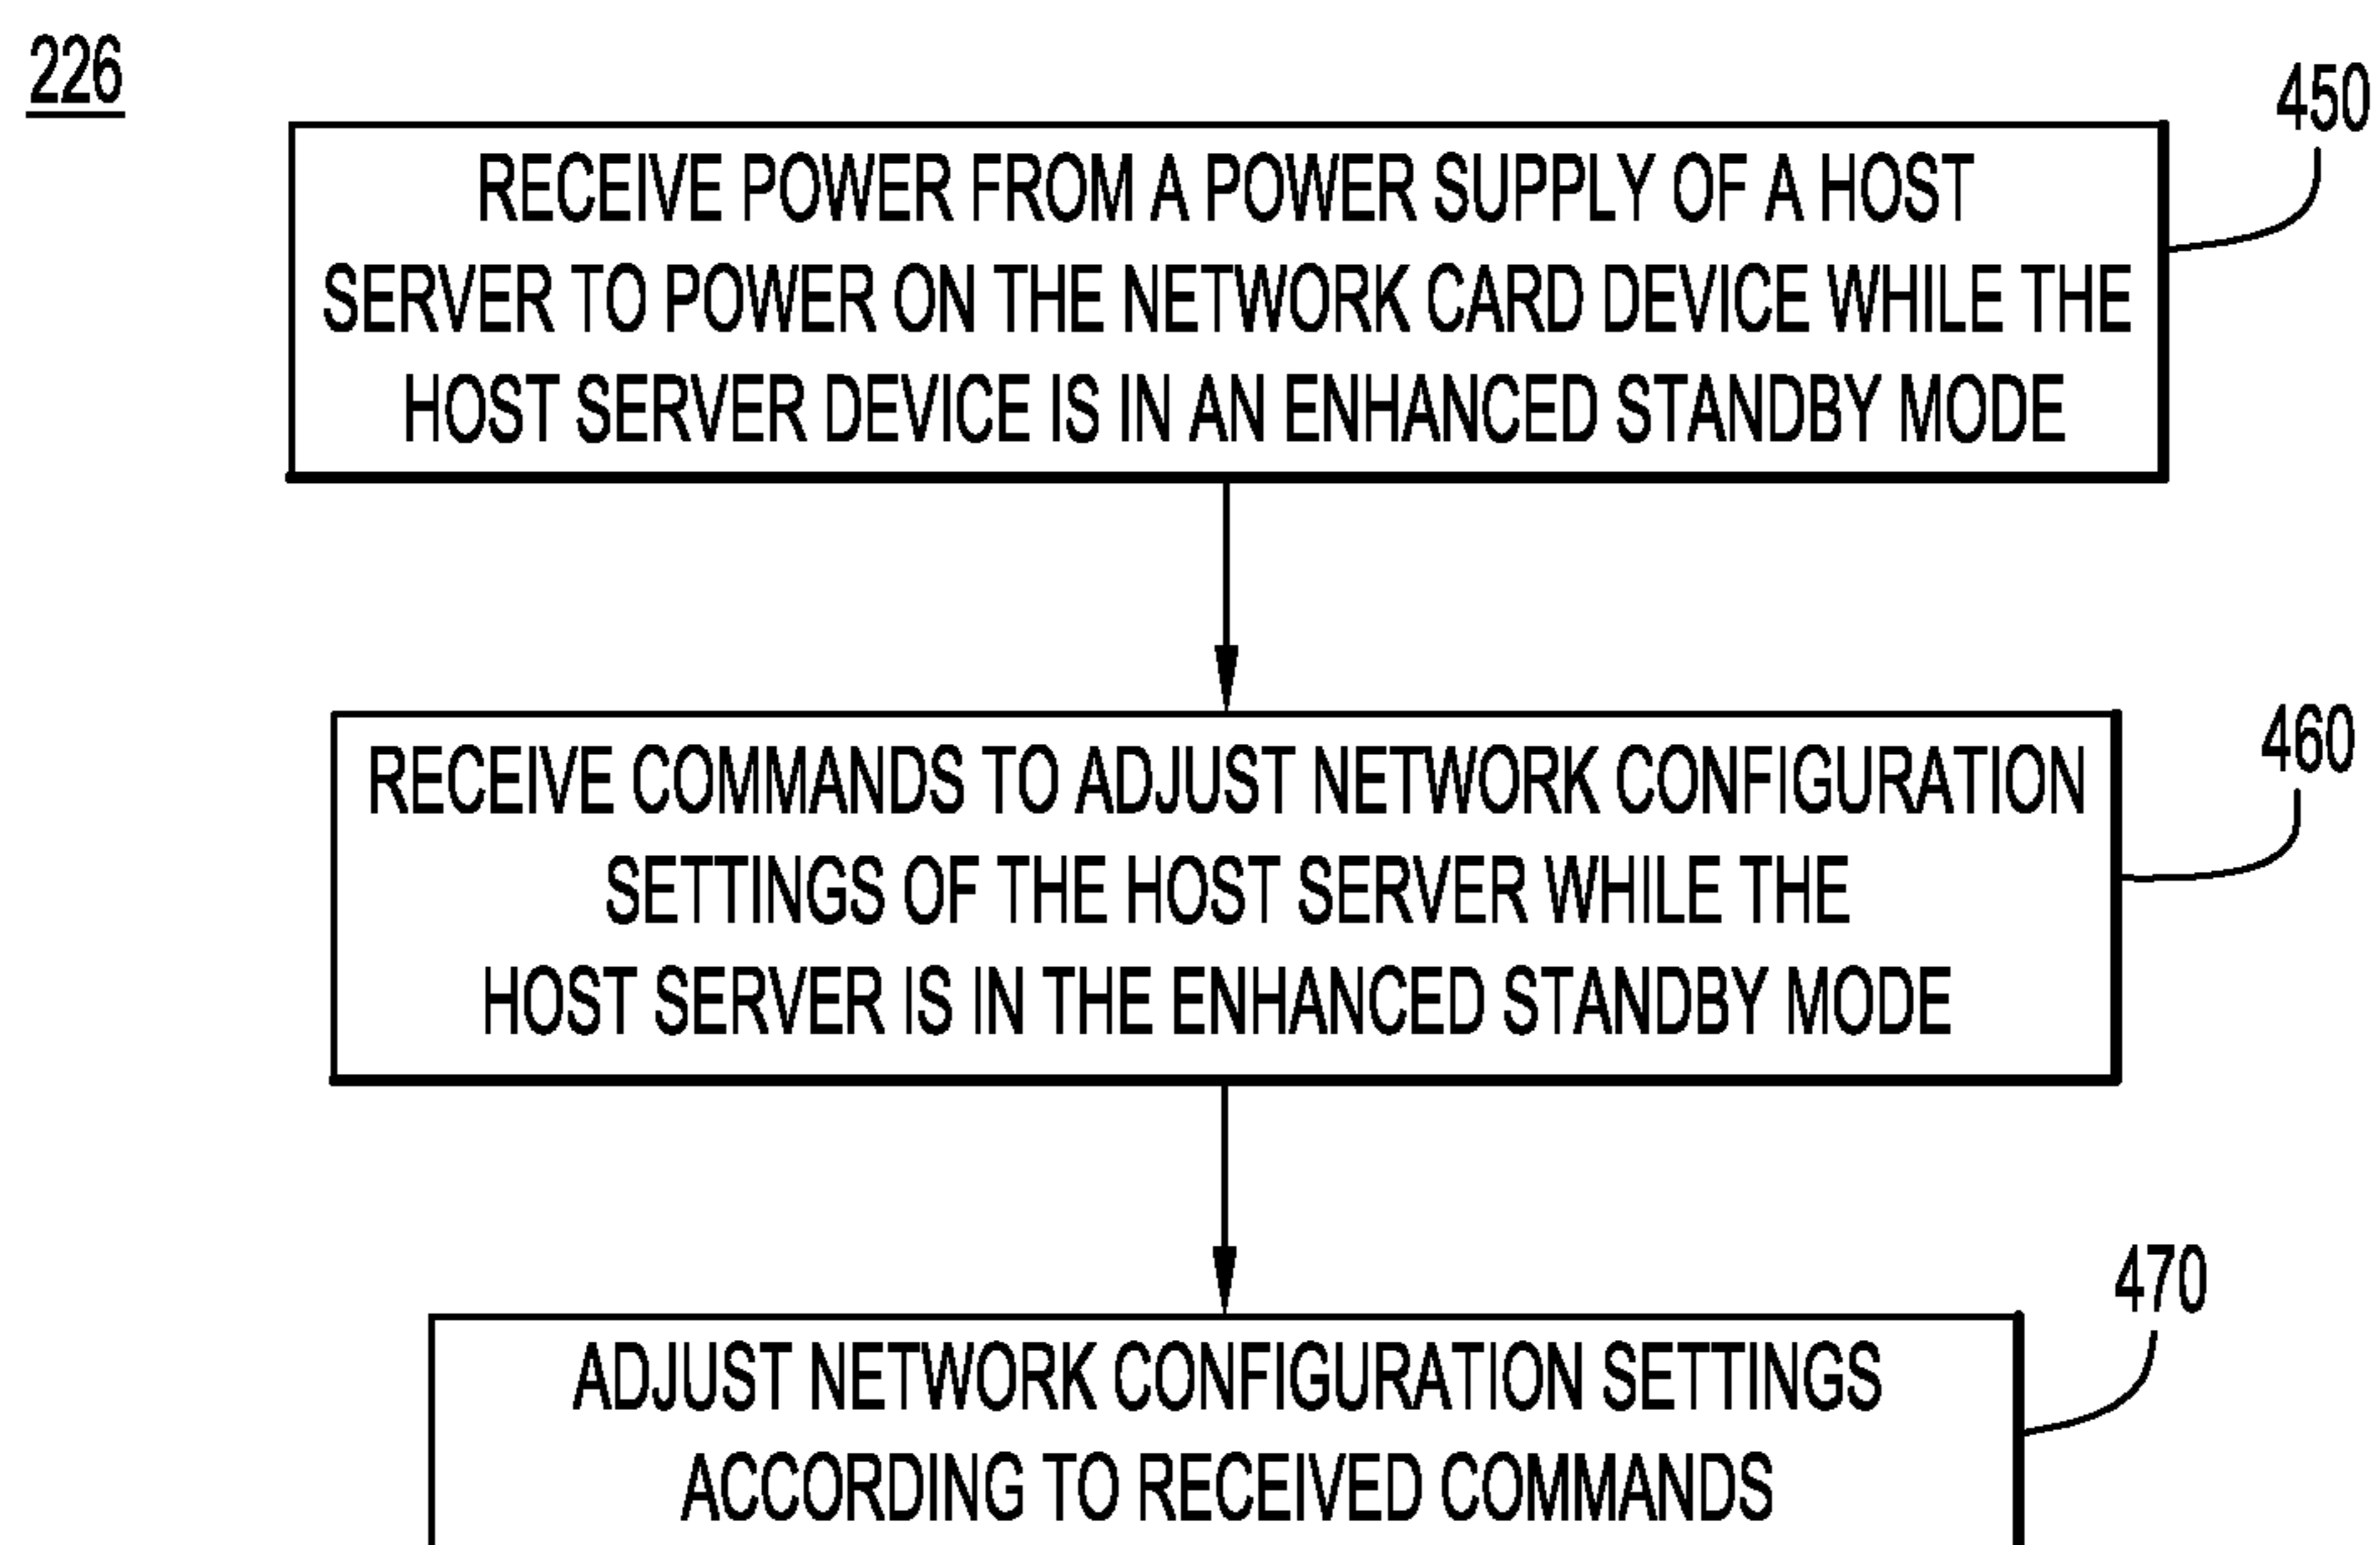 226
450
RECEIVE POWER FROM A POWER SUPPLY OF A HOST
SERVER TO POWER ON THE NETWORK CARD DEVICE WHILE THE
HOST SERVER DEVICE IS IN AN ENHANCED STANDBY MODE
460
RECEIVE COMMANDS TO ADJUST NETWORK CONFIGURATION
SETTINGS OF THE HOST SERVER WHILE THE
HOST SERVER IS IN THE ENHANCED STANDBY MODE
470
ADJUST NETWORK CONFIGURATION SETTINGS
ACCORDING TO RECEIVED COMMANDS